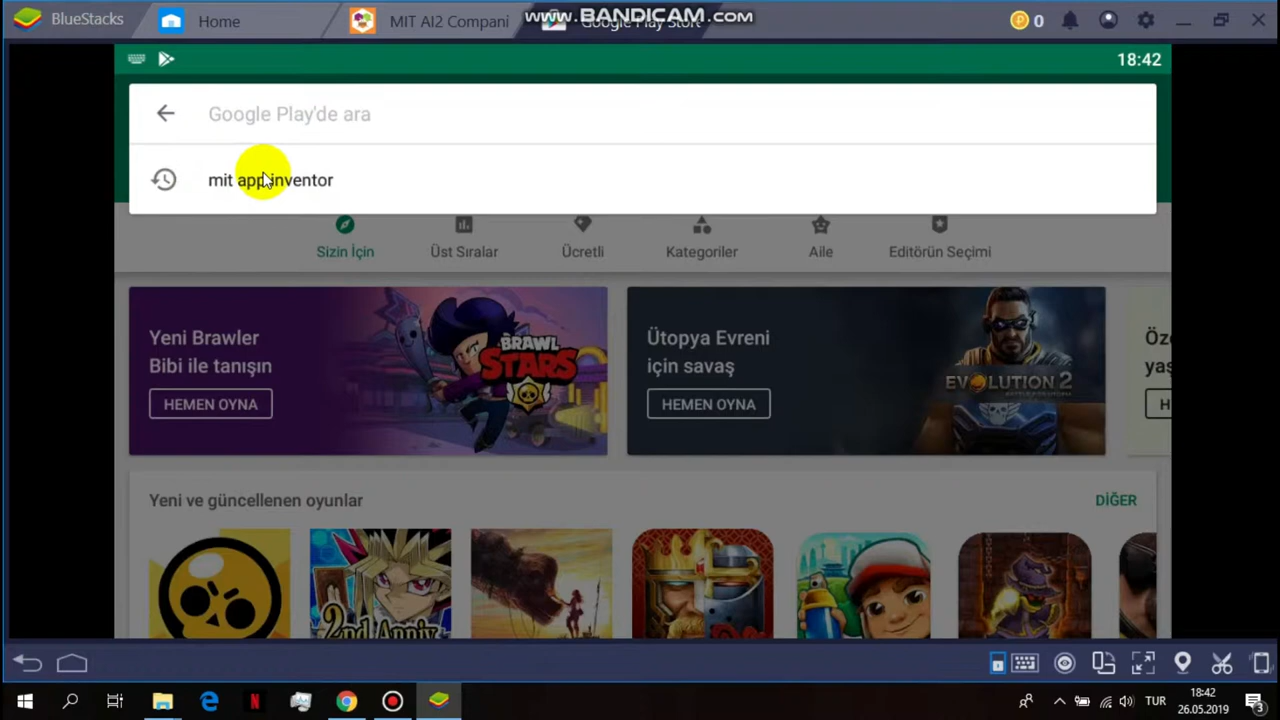 BlueStacks
Home
MIT AI2 Compani
Google Play Store
www.BANDICAM.com
0
18:42
Google Play'de ara
mit app inventor
Sizin İçin
Üst Sıralar
Ücretli
Kategoriler
Aile
Editörün Seçimi
Yeni Brawler
Bibi ile tanışın
HEMEN OYNA
BRAWL
STARS
Ütopya Evreni
için savaş
HEMEN OYNA
EVOLUTION 2
Yeni ve güncellenen oyunlar
DİĞER
2nd Anniv
TUR
18:42
26.05.2019
3